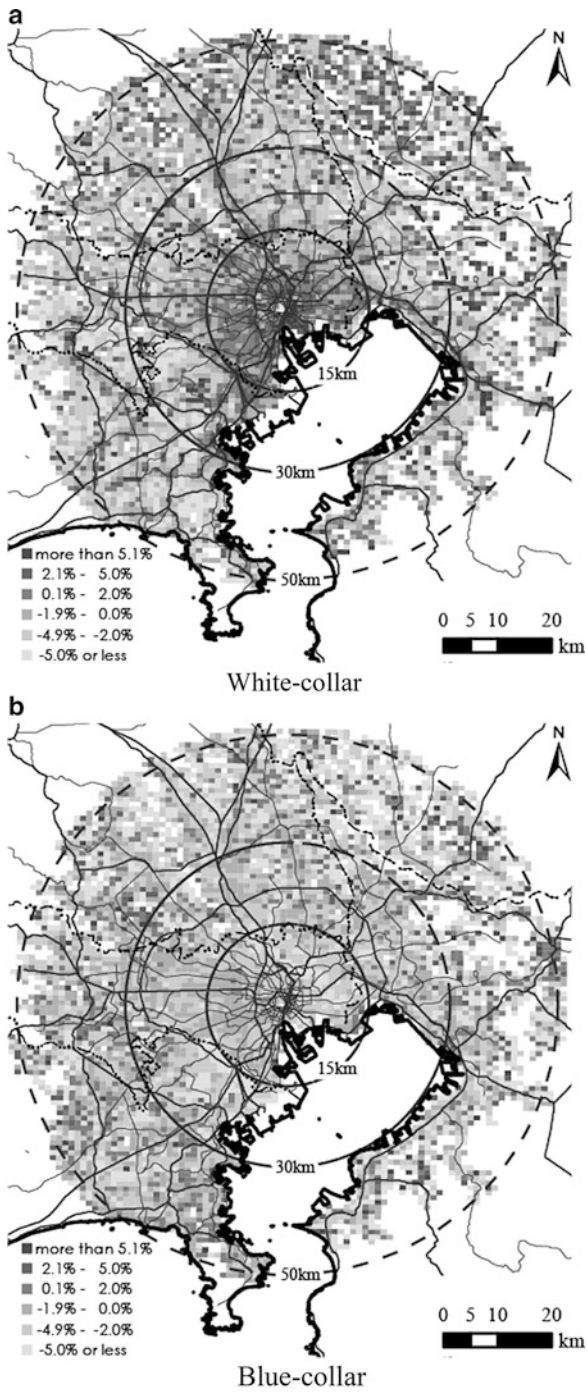 a
N
15km
30km
50km
more than 5.1%
2.1% - 5.0%
0.1% - 2.0%
-1.9% - 0.0%
-4.9% - -2.0%
-5.0% or less
0 5 10 20
km
White-collar
b
N
15km
30km
50km
more than 5.1%
2.1% - 5.0%
0.1% - 2.0%
-1.9% - 0.0%
-4.9% - -2.0%
-5.0% or less
0 5 10 20
km
Blue-collar